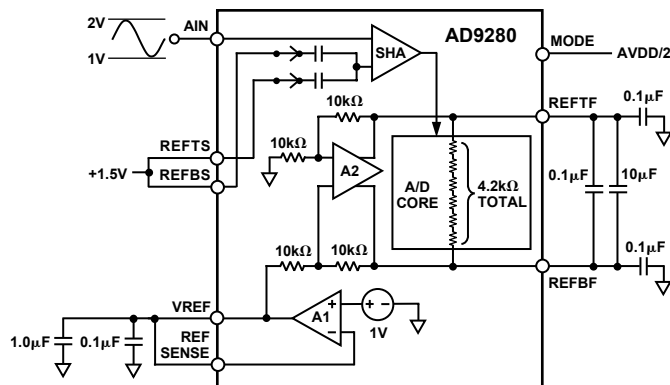 2V
1V
AIN
SHA
AD9280
MODE
AVDD/2
10kΩ
REFTF
0.1µF
10kΩ
REFTS
+1.5V
REFBS
A2
A/D
CORE
4.2kΩ
TOTAL
0.1µF
10µF
10kΩ
10kΩ
0.1µF
REFBF
VREF
A1
+
–
+ –
1V
1.0µF
0.1µF
REF
SENSE